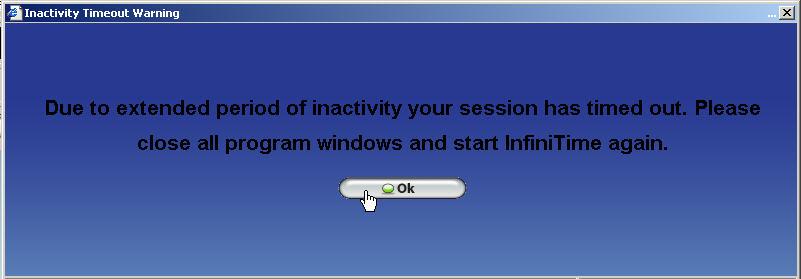 Inactivity Timeout Warning
Due to extended period of inactivity your session has timed out. Please
close all program windows and start InfiniTime again.
Ok